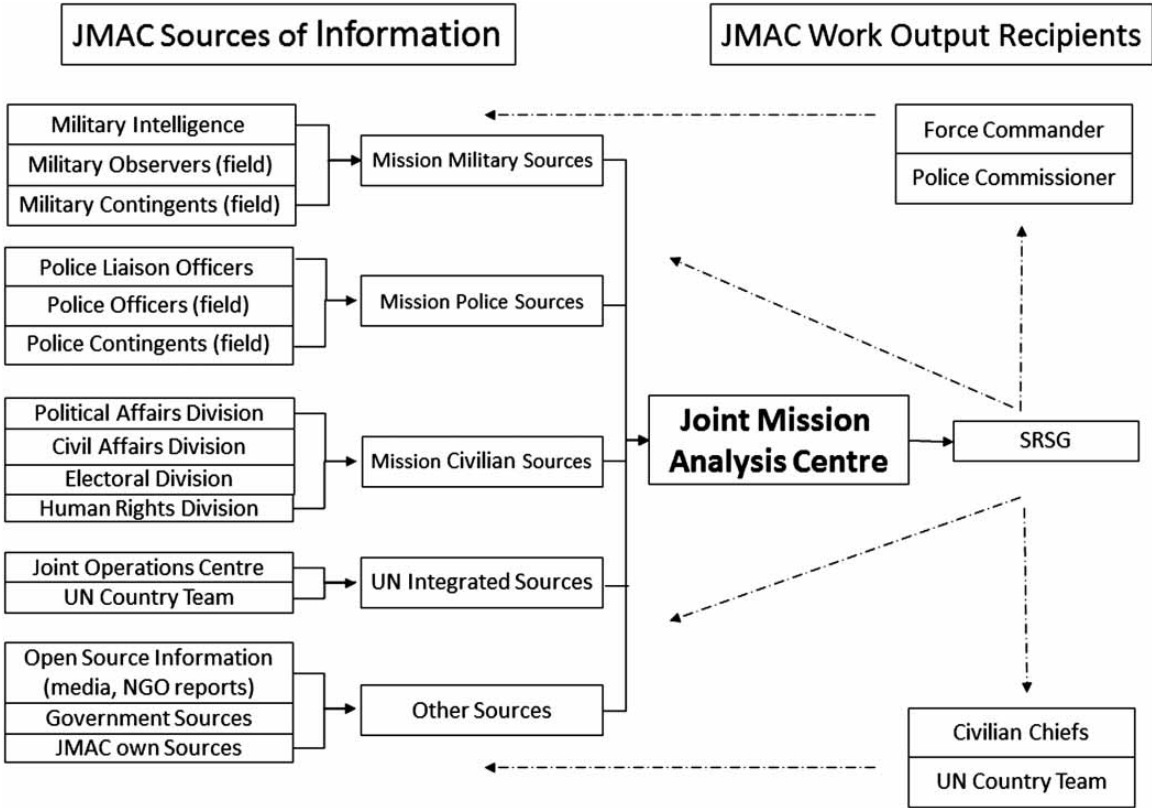 JMAC Sources of Information
JMAC Work Output Recipients
Military Intelligence
Military Observers (field)
Military Contingents (field)
Mission Military Sources
Police Liaison Officers
Police Officers (field)
Police Contingents (field)
Mission Police Sources
Political Affairs Division
Civil Affairs Division
Electoral Division
Human Rights Division
Mission Civilian Sources
Joint Operations Centre
UN Country Team
UN Integrated Sources
Open Source Information
(media, NGO reports)
Government Sources
JMAC own Sources
Other Sources
Joint Mission
Analysis Centre
SRSG
Force Commander
Police Commissioner
Civilian Chiefs
UN Country Team